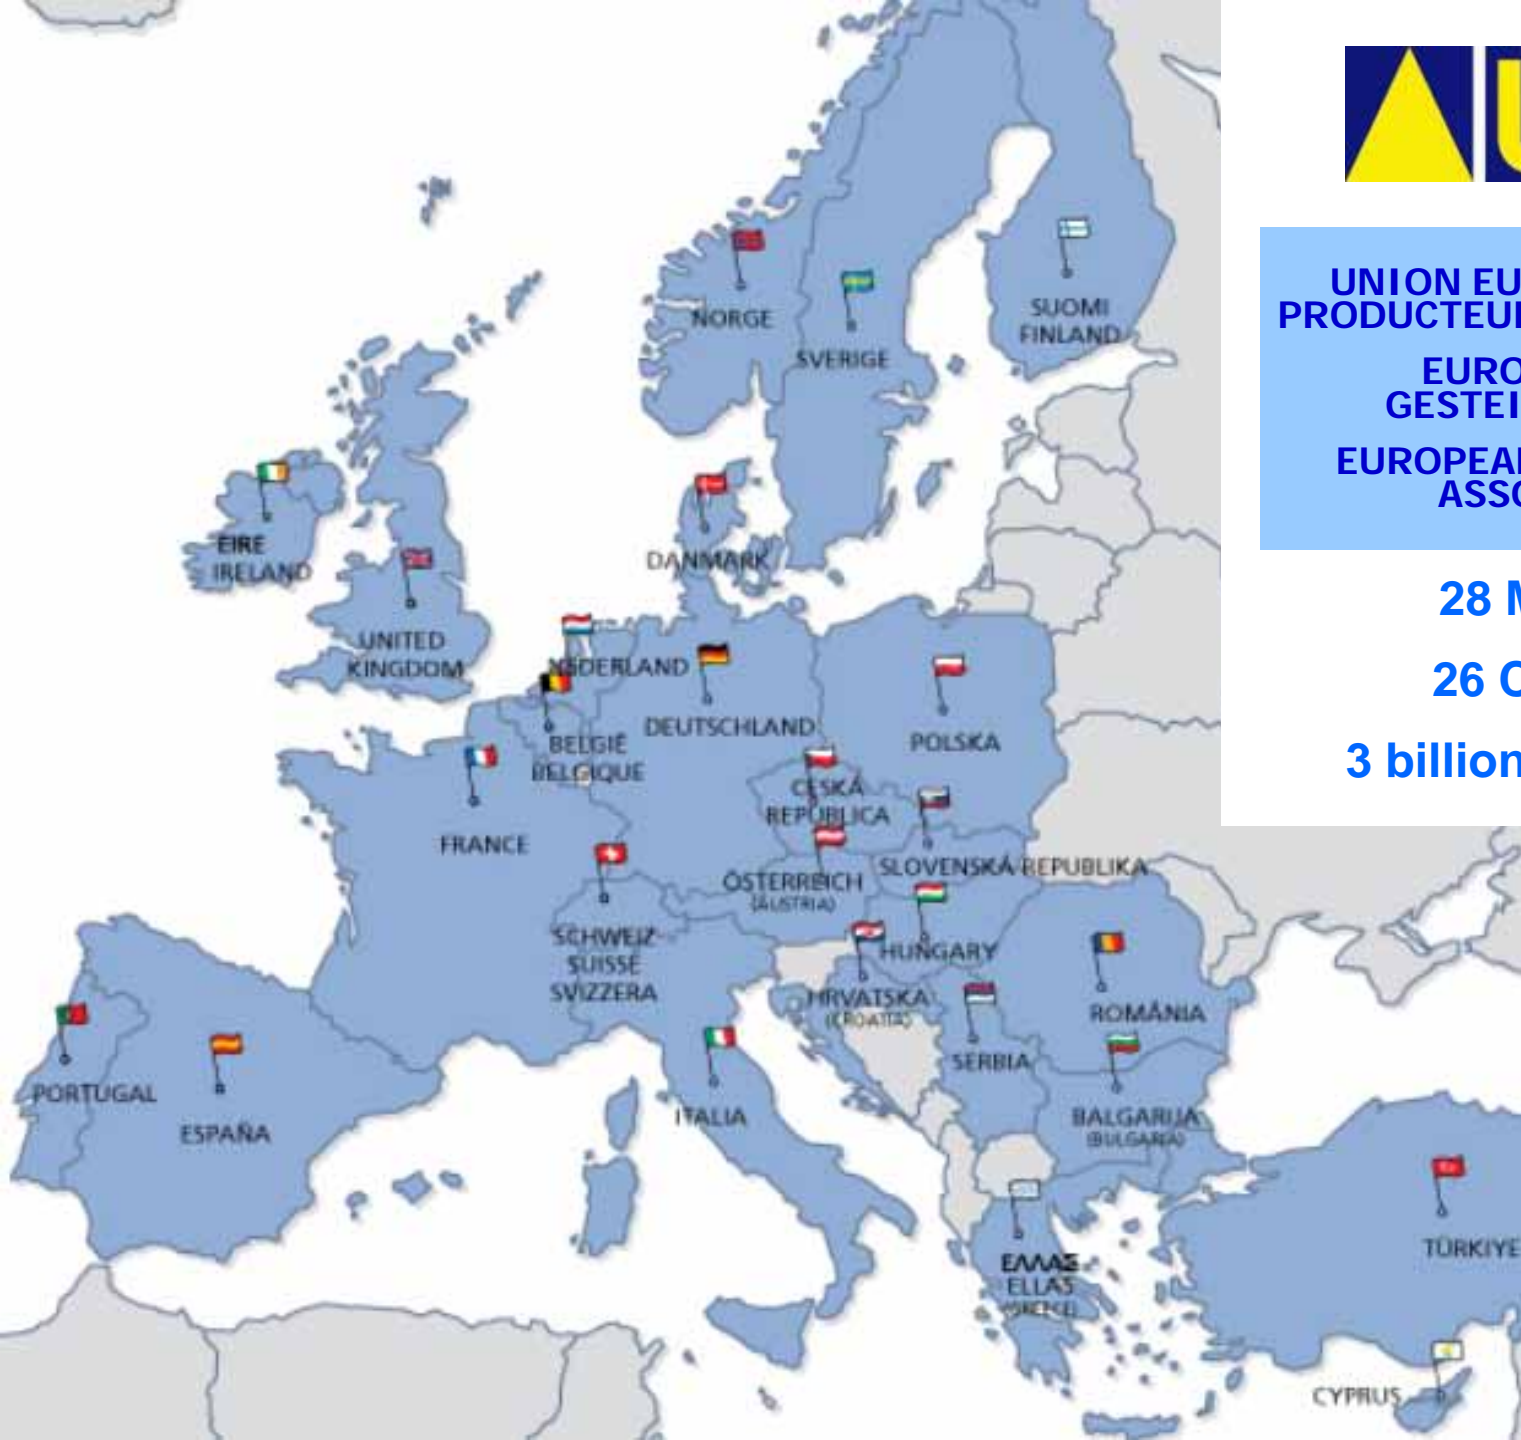 U
UNION EU
PRODUCTEU
EURO
GESTEI
EUROPEA
ASSO
28 M
26 C
3 billion
NORGE
SVERIGE
SUOMI
FINLAND
EIRE
IRELAND
DANMARK
UNITED
KINGDOM
NEDERLAND
BELGIË
BELGIQUE
DEUTSCHLAND
POLSKA
CESKÁ
REPUBLICA
FRANCE
ÖSTERREICH
(AUSTRIA)
SLOVENSKÁ REPUBLIKA
SCHWEIZ
SUISSE
SVIZZERA
HUNGARY
HRVATSKA
(CROATIA)
ROMÂNIA
SERBIA
PORTUGAL
ESPAÑA
ITALIA
BALGARIJA
(BULGARIA)
ΕΛΛΑΣ
ELLAS
(GREECE)
TÜRKIYE
CYPRUS